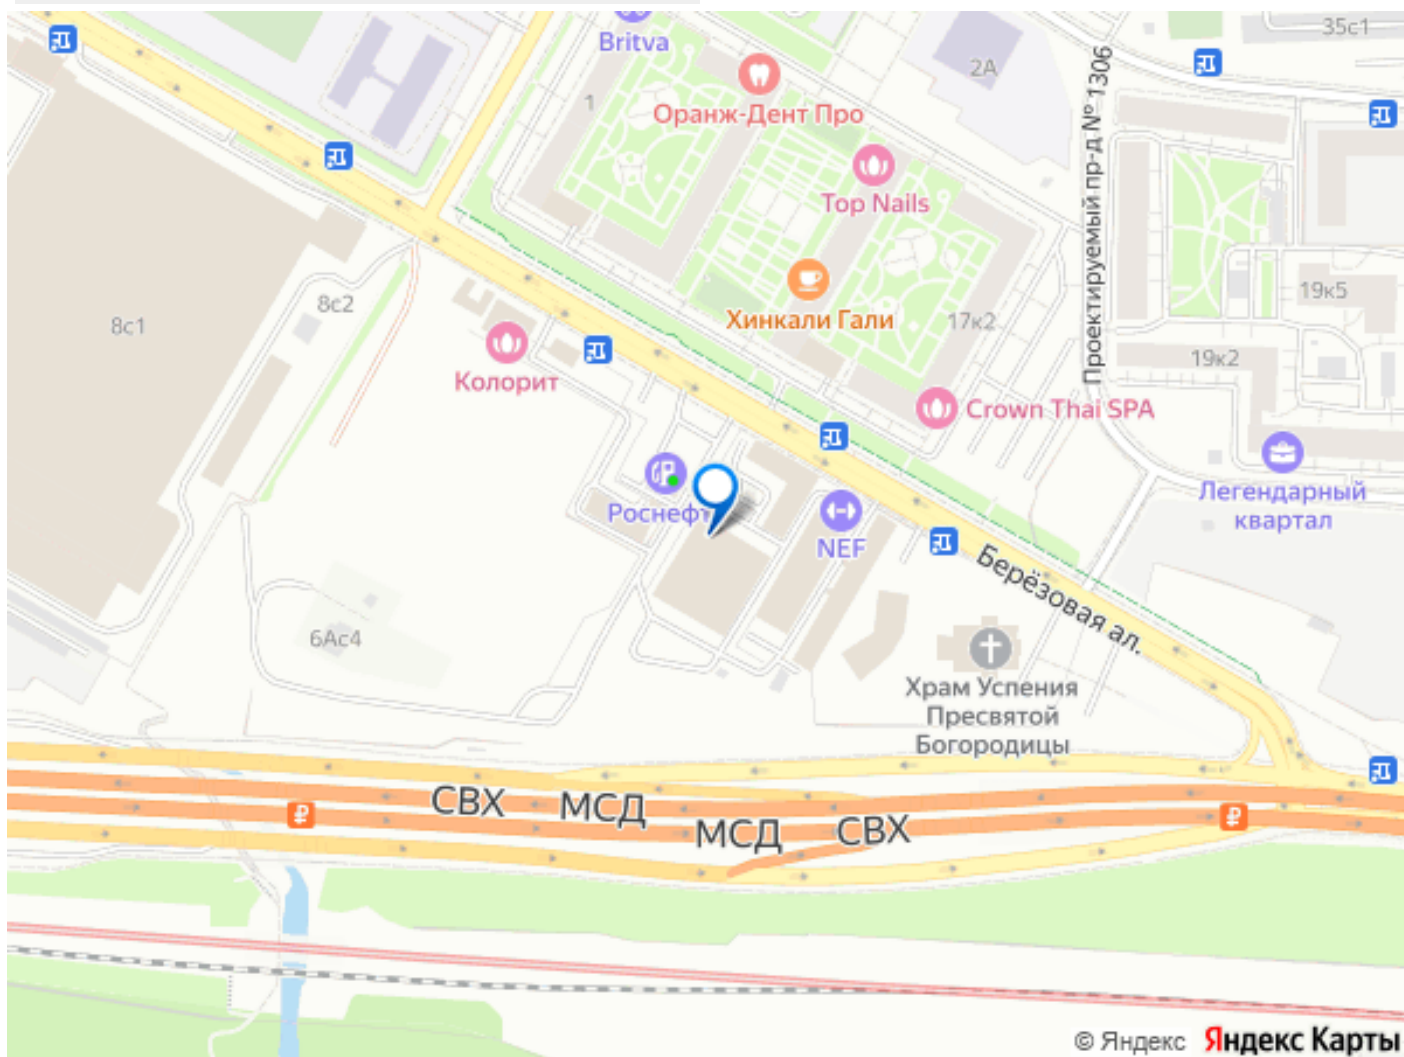 35с1
Britva
2А
1
Оранж-Дент Про
Проектируемый пр-д № 1306
Top Nails
8с2
8с1
Хинкали Гали
17к2
19к5
19к2
Колорит
Crown Thai SPA
Роснефт
NEF
Легендарный
квартал
Берёзовая ал.
6Ас4
Храм Успения
Пресвятой
Богородицы
СВХ
МСД
МСД
СВХ
© Яндекс Яндекс Карты